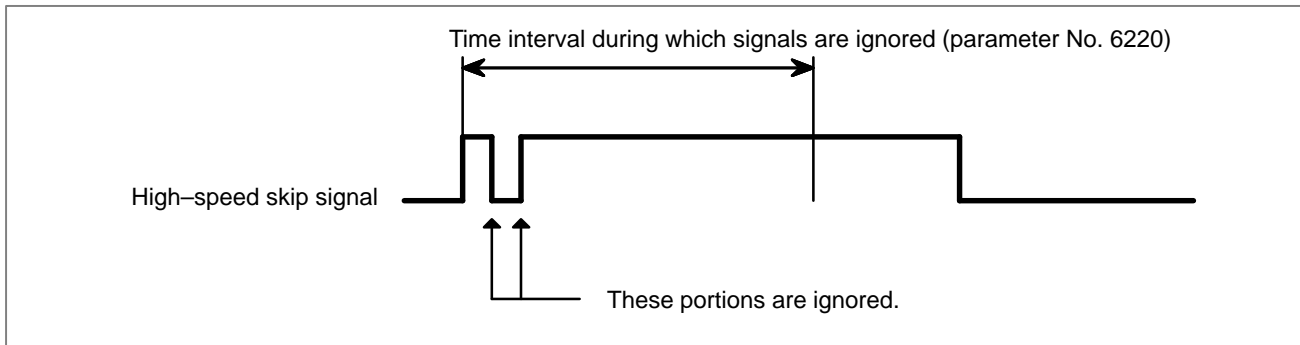 Time interval during which signals are ignored (parameter No. 6220)
High–speed skip signal
These portions are ignored.